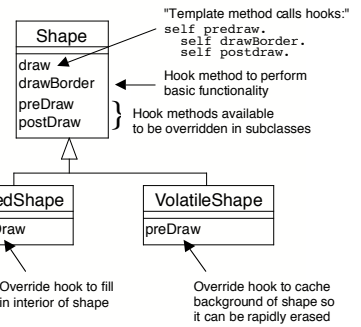 "Template method calls hooks:"
self predraw.
self drawBorder.
self postdraw.
Shape
draw
drawBorder
preDraw
postDraw
Hook method to perform
basic functionality
} Hook methods available
to be overridden in subclasses
edShape
VolatileShape
raw
preDraw
Override hook to fill
in interior of shape
Override hook to cache
background of shape so
it can be rapidly erased